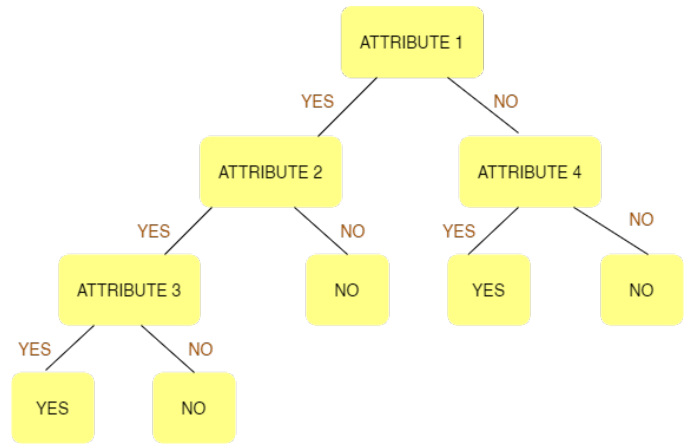 ATTRIBUTE 1
YES
NO
ATTRIBUTE 2
ATTRIBUTE 4
YES
NO
YES
NO
ATTRIBUTE 3
NO
YES
NO
YES
NO
YES
NO